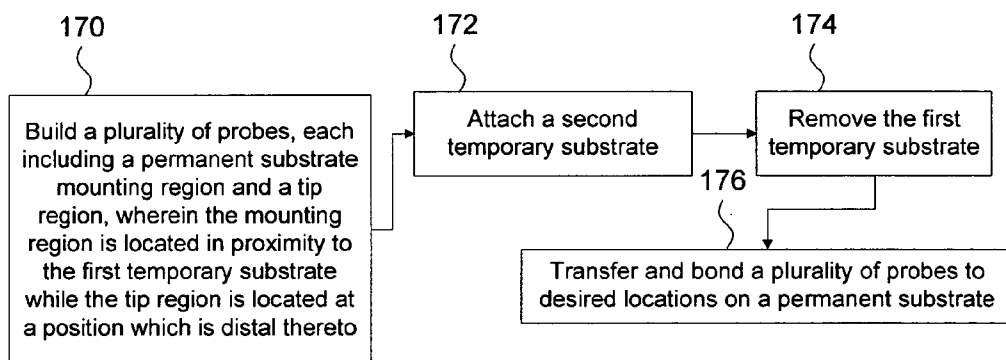 170
172
174
Build a plurality of probes, each
including a permanent substrate
mounting region and a tip
region, wherein the mounting
region is located in proximity to
the first temporary substrate
while the tip region is located at
a position which is distal thereto
Attach a second
temporary substrate
Remove the first
temporary substrate
176
Transfer and bond a plurality of probes to
desired locations on a permanent substrate